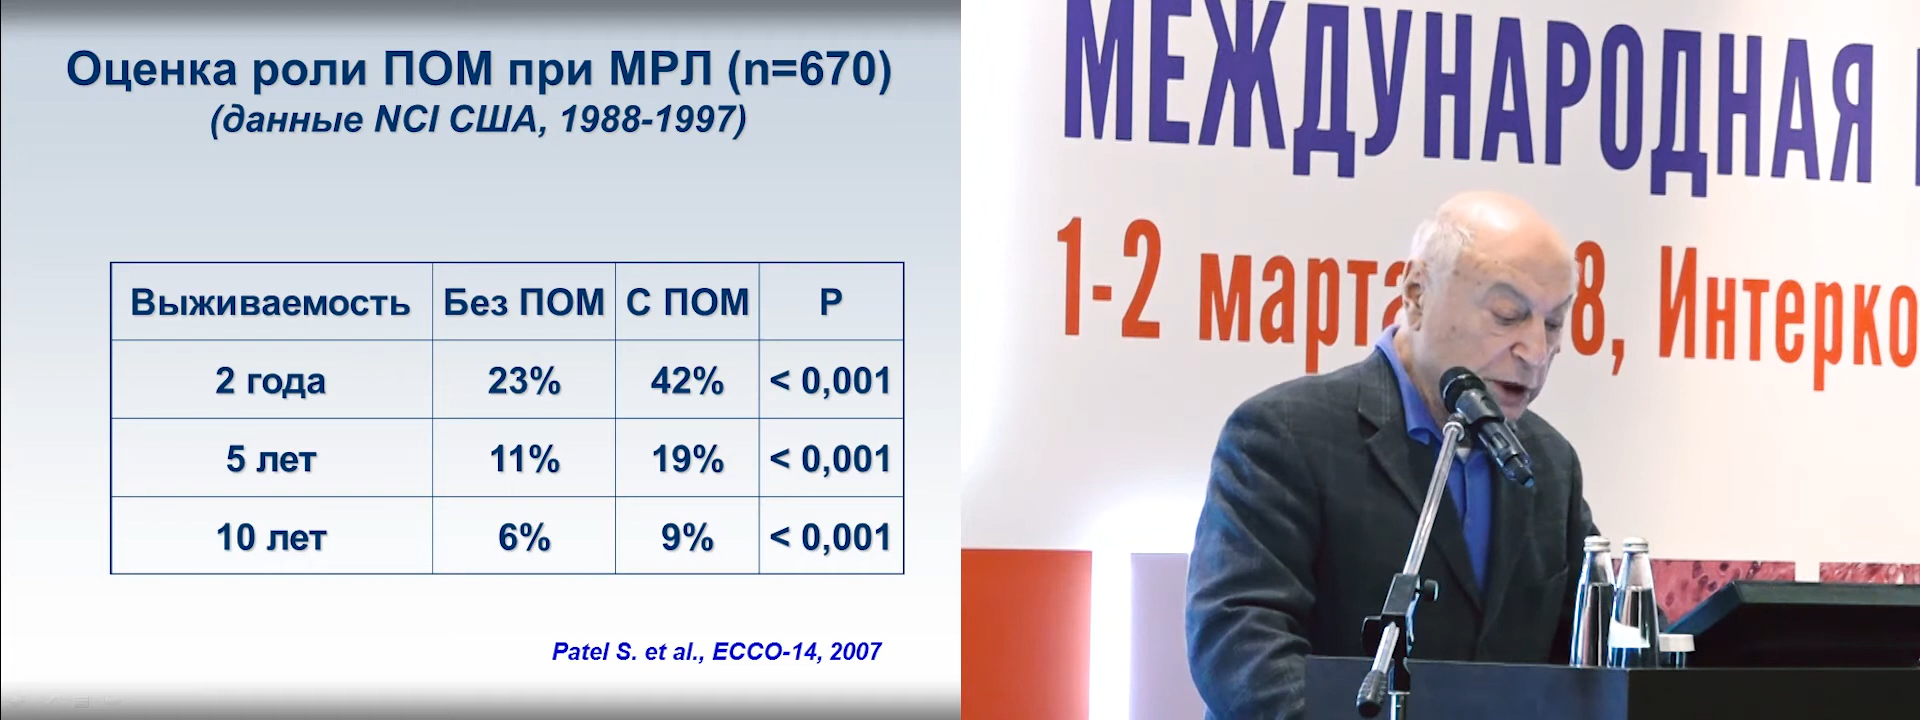 Оценка роли ПОМ при МРЛ (n=670)
(данные NCI США, 1988-1997)
Выживаемость Без ПОМ С ПОМ P
2 года 23% 42% < 0,001
5 лет 11% 19% < 0,001
10 лет 6% 9% < 0,001
Patel S. et al., ECCO-14, 2007
МЕЖДУНАРОДНАЯ
1-2 марта 8, Интерко